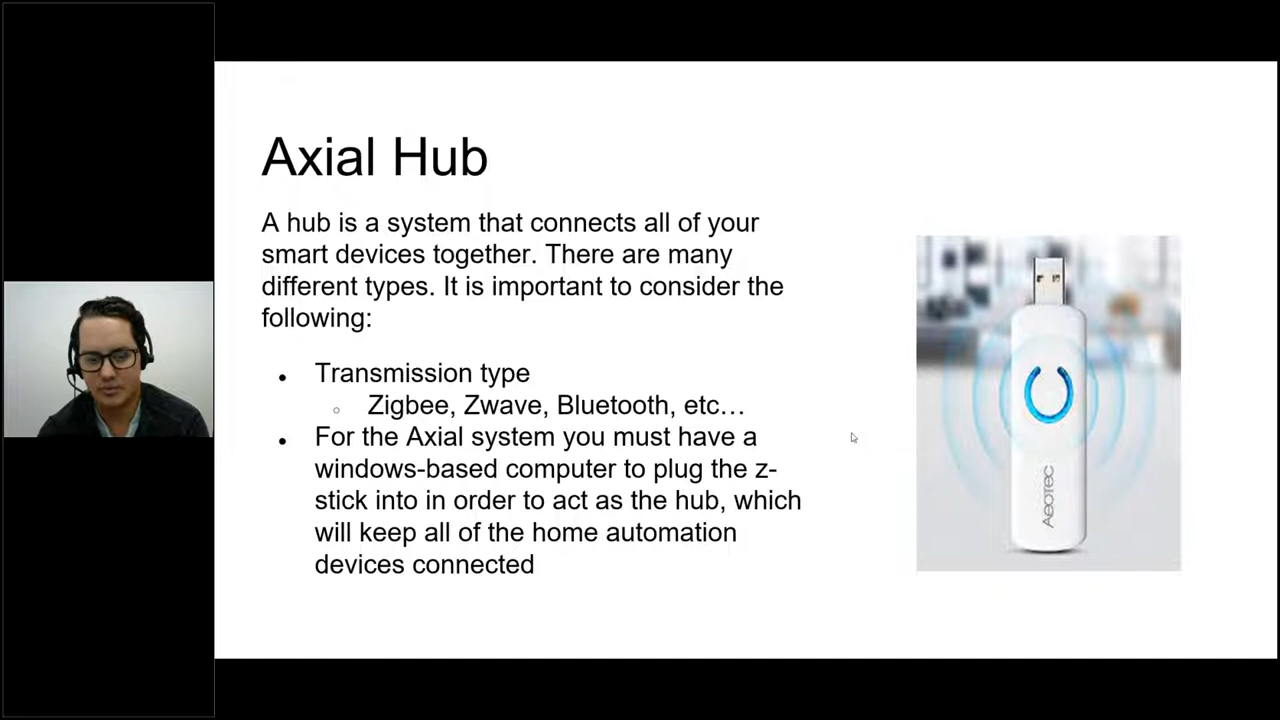 Axial Hub
A hub is a system that connects all of your
smart devices together. There are many
different types. It is important to consider the
following:
Transmission type
Zigbee, Zwave, Bluetooth, etc…
For the Axial system you must have a
windows-based computer to plug the z-
stick into in order to act as the hub, which
will keep all of the home automation
devices connected
AEOTEC